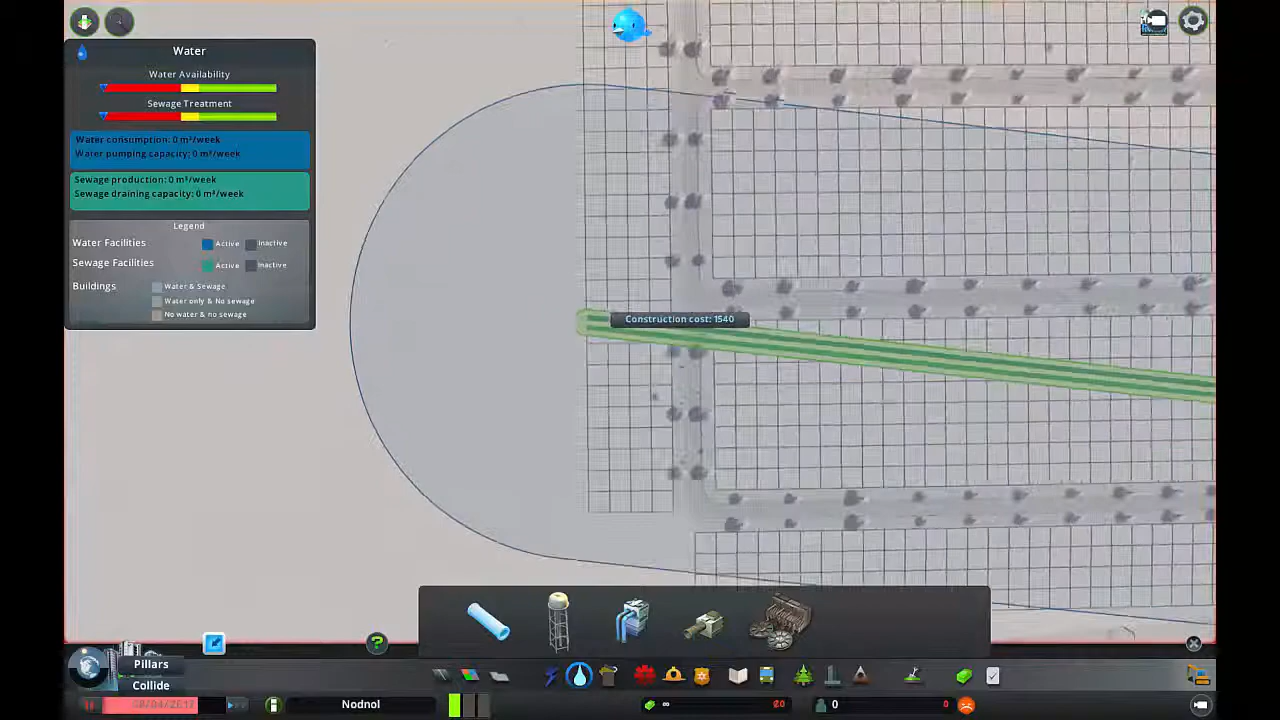 Water
Water Availability
Sewage Treatment
Water consumption: 0 m³/week
Water pumping capacity: 0 m³/week
Sewage production: 0 m³/week
Sewage draining capacity: 0 m³/week
Legend
Water Facilities Active Inactive
Sewage Facilities Active Inactive
Buildings Water & Sewage
Water only & No sewage
No water & no sewage
Construction cost: 1540
?
Pillars
Collide
Nodnol
∞
₡0
0
0